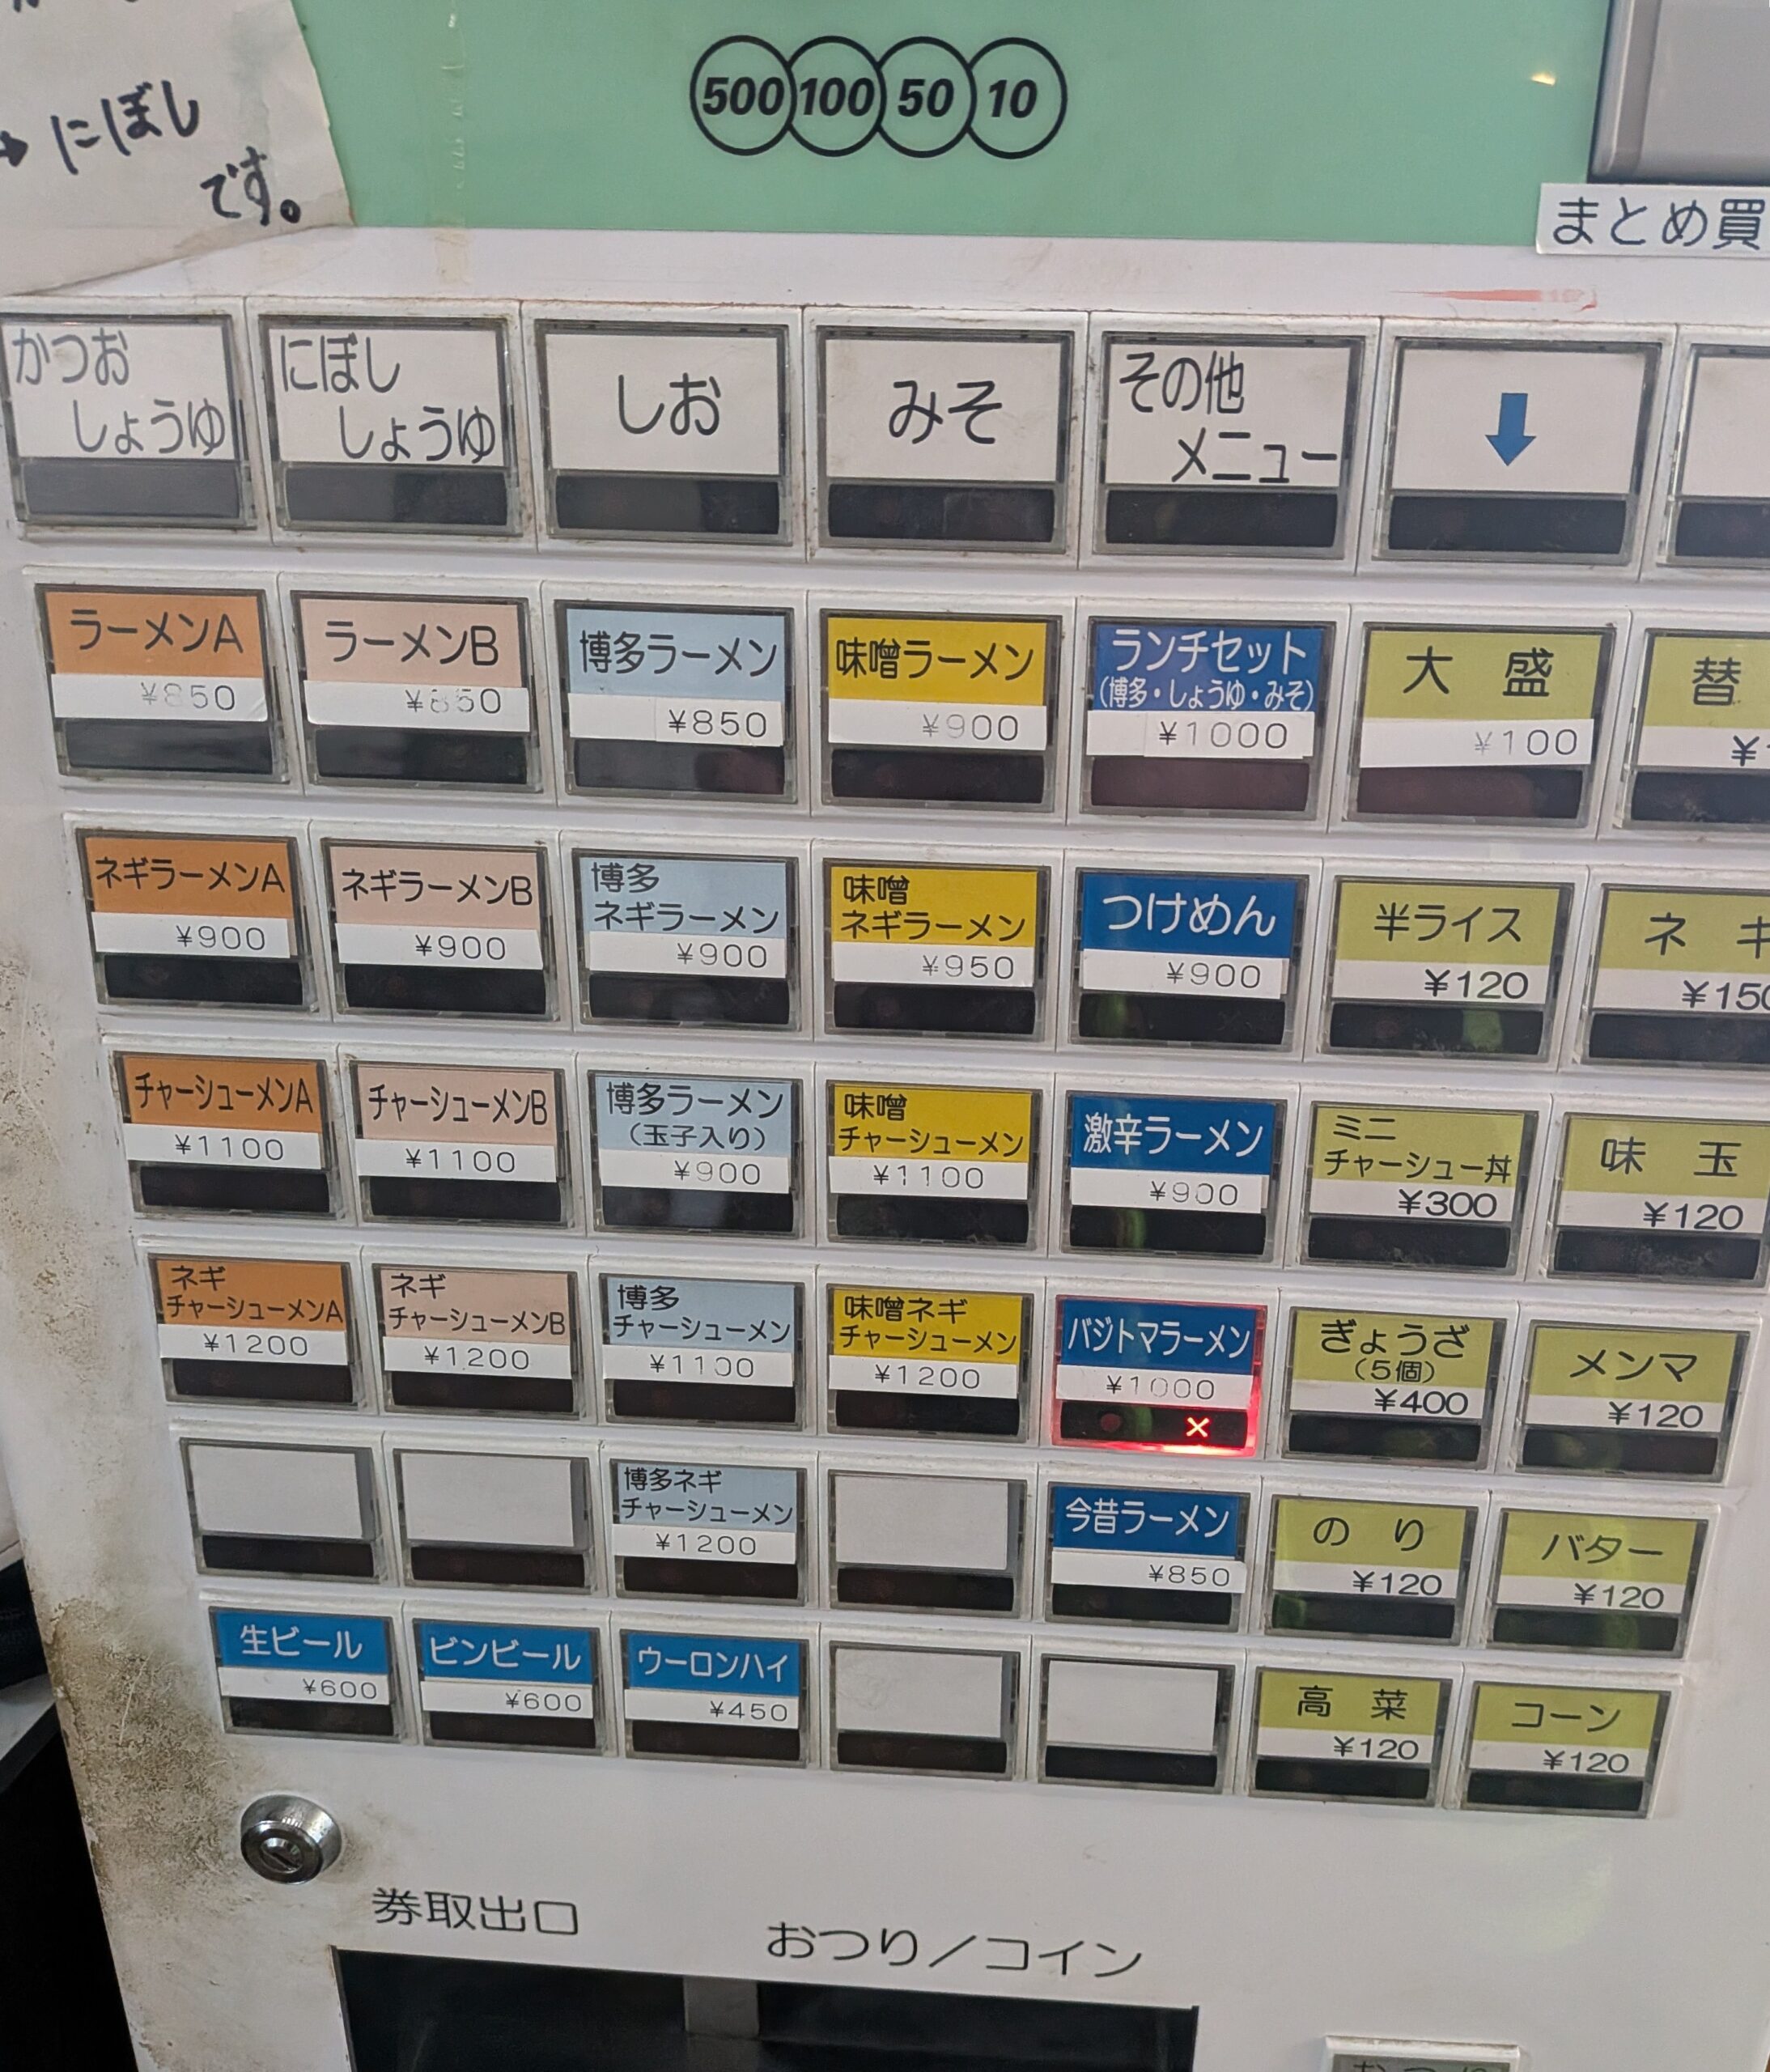 にぼし
です。
500 100 50 10
まとめ買
かつお
しょうゆ
にぼし
しょうゆ
しお
みそ
その他
メニュー
ラーメンA
¥850
ラーメンB
¥850
博多ラーメン
¥850
味噌ラーメン
¥900
ランチセット
(博多・しょうゆ・みそ)
¥1000
大 盛
¥100
替
ネギラーメンA
¥900
ネギラーメンB
¥900
博多
ネギラーメン
¥900
味噌
ネギラーメン
¥950
つけめん
¥900
半ライス
¥120
ネ ギ
¥150
チャーシューメンA
¥1100
チャーシューメンB
¥1100
博多ラーメン
(玉子入り)
¥900
味噌
チャーシューメン
¥1100
激辛ラーメン
¥900
ミニ
チャーシュー丼
¥300
味 玉
¥120
ネギ
チャーシューメンA
¥1200
ネギ
チャーシューメンB
¥1200
博多
チャーシューメン
¥1100
味噌ネギ
チャーシューメン
¥1200
バジトマラーメン
¥1000
×
ぎょうざ
(5個)
¥400
メンマ
¥120
博多ネギ
チャーシューメン
¥1200
今昔ラーメン
¥850
の り
¥120
バター
¥120
生ビール
¥600
ビンビール
¥600
ウーロンハイ
¥450
高 菜
¥120
コーン
¥120
券取出口
おつり/コイン